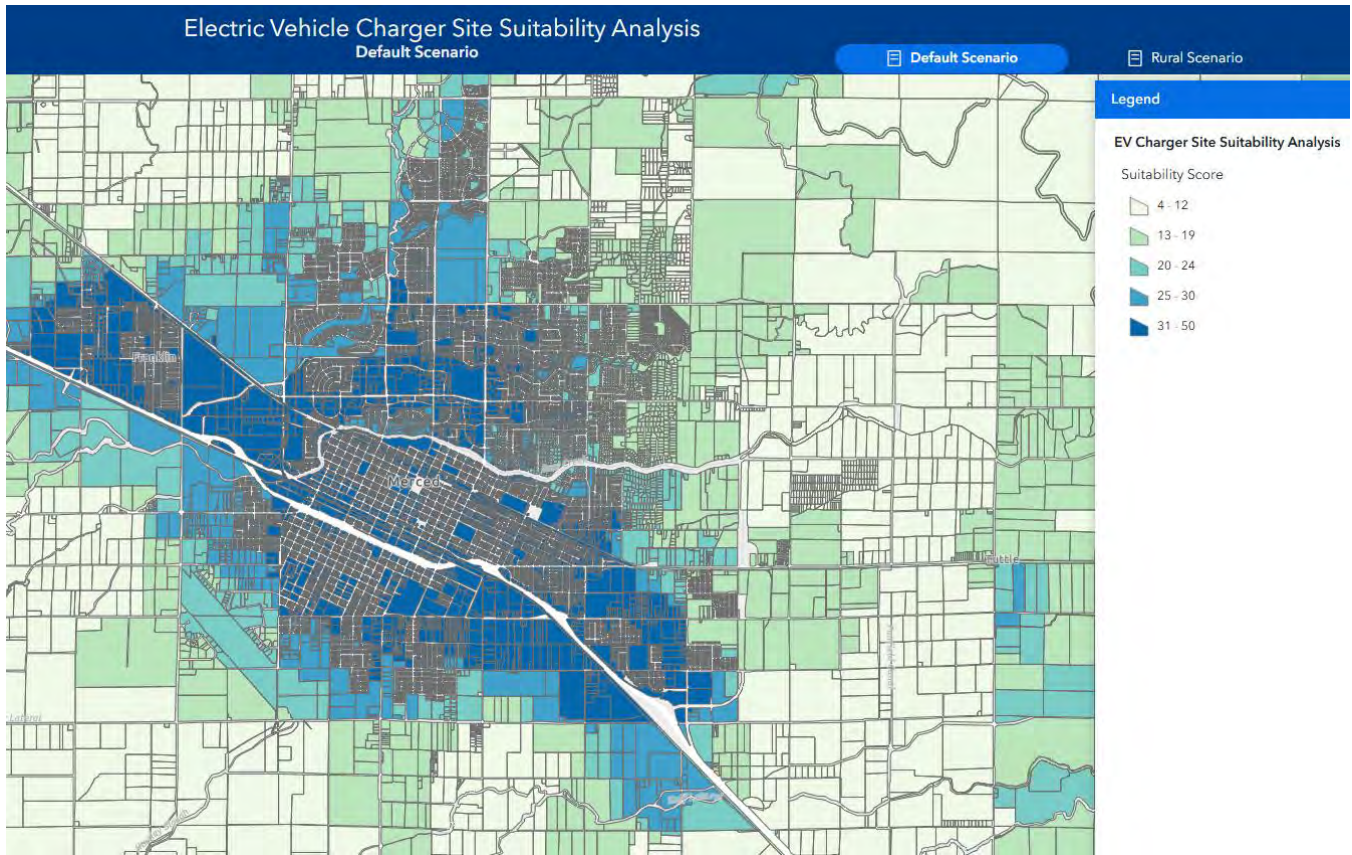 Electric Vehicle Charger Site Suitability Analysis
Default Scenario
Default Scenario
Rural Scenario
Legend
EV Charger Site Suitability Analysis
Suitability Score
4 - 12
13 - 19
20 - 24
25 - 30
31 - 50
Franklin
Merced
Tuttle
Lateral